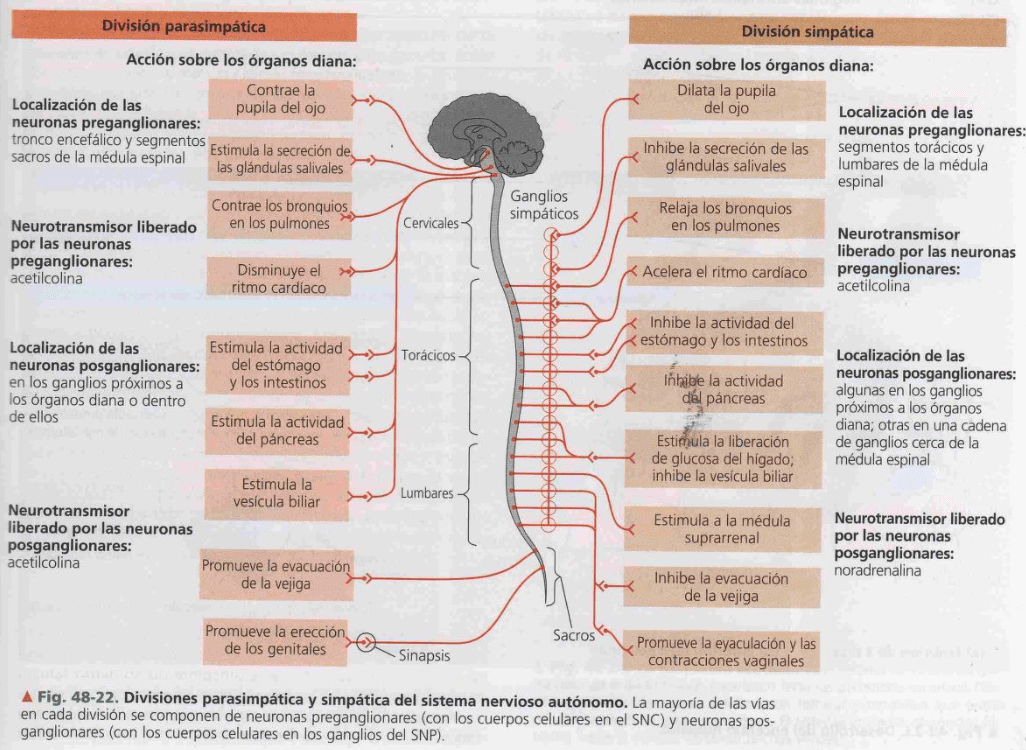 División parasimpática
Acción sobre los órganos diana:
Localización de las
neuronas preganglionares:
tronco encefálico y segmentos
sacros de la médula espinal
Neurotransmisor liberado
por las neuronas
preganglionares:
acetilcolina
Localización de las
neuronas posganglionares:
en los ganglios próximos a
los órganos diana o dentro
de ellos
Neurotransmisor
liberado por las neuronas
posganglionares:
acetilcolina
Contrae la
pupila del ojo
Estimula la secreción de
las glándulas salivales
Contrae los bronquios
en los pulmones
Disminuye el
ritmo cardíaco
Estimula la actividad
del estómago
y los intestinos
Estimula la actividad
del páncreas
Estimula la
vesícula biliar
Promueve la evacuación
de la vejiga
Promueve la erección
de los genitales
Sinapsis
Cervicales
Torácicos
Lumbares
Sacros
Ganglios
simpáticos
División simpática
Acción sobre los órganos diana:
Dilata la pupila
del ojo
Inhibe la secreción de las
glándulas salivales
Relaja los bronquios
en los pulmones
Acelera el ritmo cardíaco
Inhibe la actividad del
estómago y los intestinos
Inhibe la actividad
del páncreas
Estimula la liberación
de glucosa del hígado;
inhibe la vesícula biliar
Estimula a la médula
suprarrenal
Inhibe la evacuación
de la vejiga
Promueve la eyaculación y las
contracciones vaginales
Localización de las
neuronas preganglionares:
segmentos torácicos y
lumbares de la médula
espinal
Neurotransmisor
liberado por las neuronas
preganglionares:
acetilcolina
Localización de las
neuronas posganglionares:
algunas en los ganglios
próximos a los órganos
diana; otras en una cadena
de ganglios cerca de la
médula espinal
Neurotransmisor liberado
por las neuronas
posganglionares:
noradrenalina
▲ Fig. 48-22. Divisiones parasimpática y simpática del sistema nervioso autónomo. La mayoría de las vías
en cada división se componen de neuronas preganglionares (con los cuerpos celulares en el SNC) y neuronas pos-
ganglionares (con los cuerpos celulares en los ganglios del SNP).